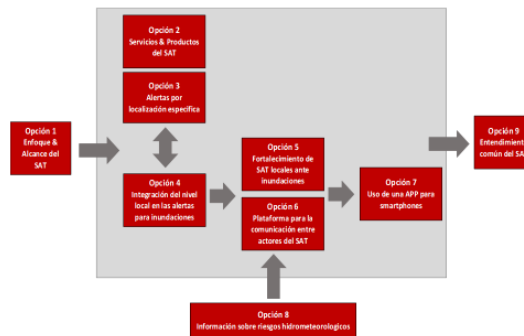 Opción 1
Enfoque &
Alcance del
SAT
Opción 2
Servicios & Productos
del SAT
Opción 3
Alertas por
localización especifica
Opción 4
Integración del nivel
local en las alertas
para inundaciones
Opción 5
Fortalecimiento de
SAT locales ante
inundaciones
Opción 6
Plataforma para la
comunicación entre
actores del SAT
Opción 7
Uso de una APP para
smartphones
Opción 8
Información sobre riesgos hidrometeorologicos
Opción 9
Entendimien
común del SA